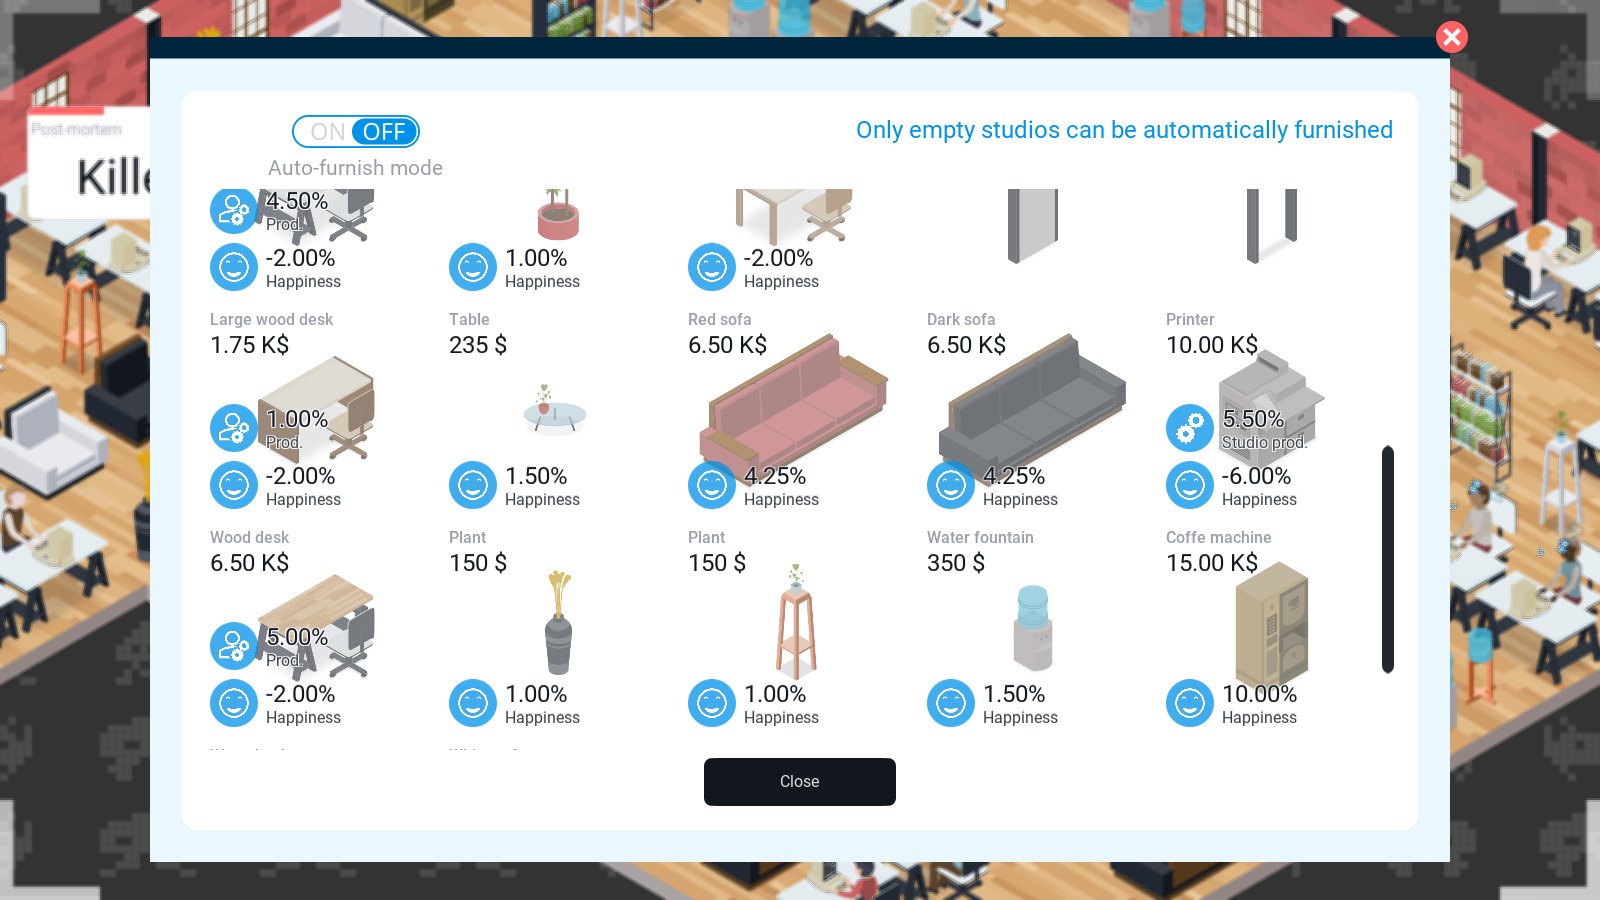 Post-mortem
Kille
ON OFF
Auto-furnish mode
Only empty studios can be automatically furnished
4.50%
Prod.
-2.00%
Happiness
1.00%
Happiness
-2.00%
Happiness
Large wood desk
1.75 K$
1.00%
Prod.
-2.00%
Happiness
Table
235 $
1.50%
Happiness
Red sofa
6.50 K$
4.25%
Happiness
Dark sofa
6.50 K$
4.25%
Happiness
Printer
10.00 K$
5.50%
Studio prod.
-6.00%
Happiness
Wood desk
6.50 K$
5.00%
Prod.
-2.00%
Happiness
Plant
150 $
1.00%
Happiness
Plant
150 $
1.00%
Happiness
Water fountain
350 $
1.50%
Happiness
Coffe machine
15.00 K$
10.00%
Happiness
Close